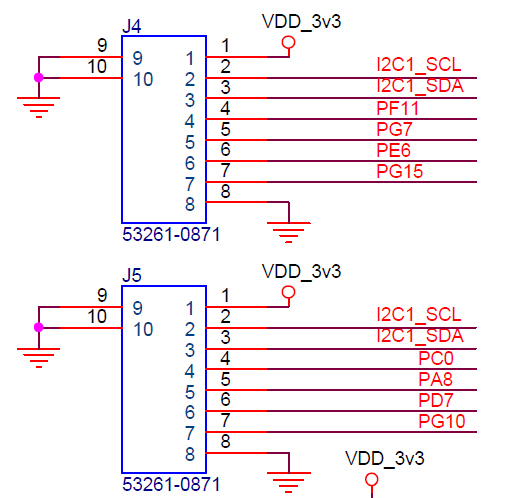 J4
VDD_3v3
9 9 1 1
10 10 2 2 I2C1_SCL
3 3 I2C1_SDA
4 4 PF11
5 5 PG7
6 6 PE6
7 7 PG15
8 8
53261-0871
J5
VDD_3v3
9 9 1 1
10 10 2 2 I2C1_SCL
3 3 I2C1_SDA
4 4 PC0
5 5 PA8
6 6 PD7
7 7 PG10
8 8
VDD_3v3
53261-0871